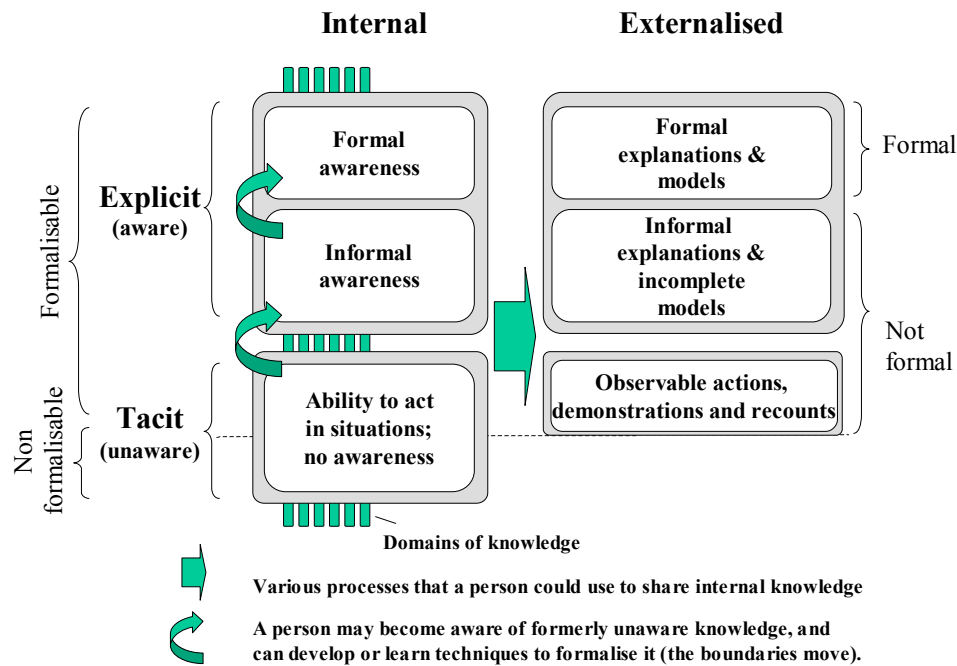 Internal
Externalised
Formalisable
Non
formalisable
Explicit
(aware)
Tacit
(unaware)
Formal
awareness
Informal
awareness
Ability to act
in situations;
no awareness
Formal
explanations &
models
Informal
explanations &
incomplete
models
Observable actions,
demonstrations and recounts
Formal
Not
formal
Domains of knowledge
Various processes that a person could use to share internal knowledge
A person may become aware of formerly unaware knowledge, and
can develop or learn techniques to formalise it (the boundaries move).